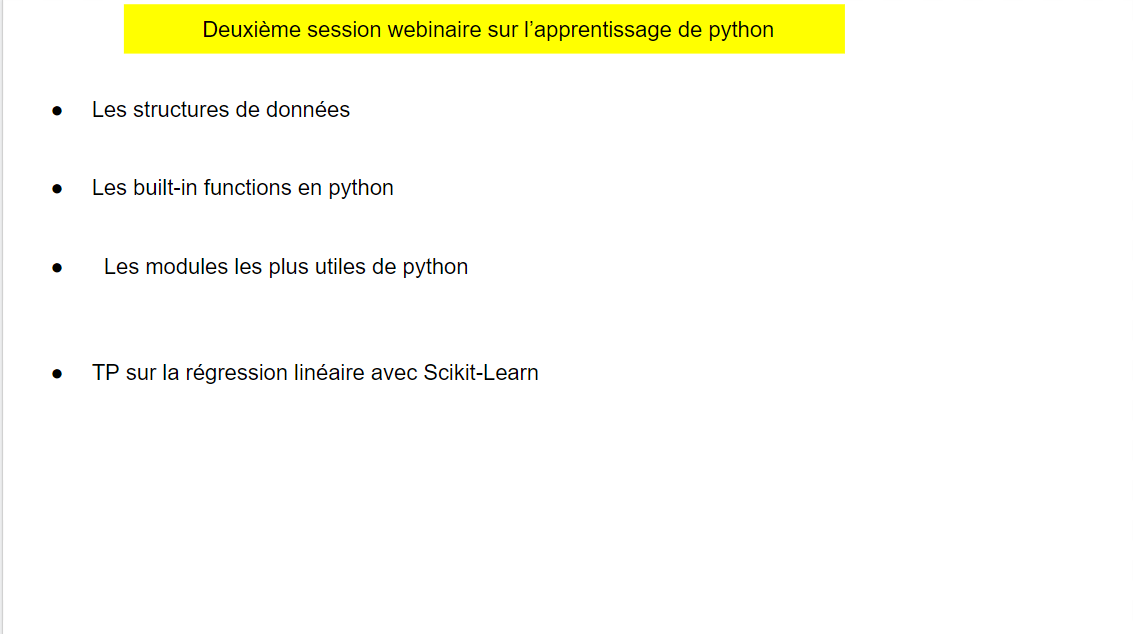 Deuxième session webinaire sur l’apprentissage de python
● Les structures de données
● Les built-in functions en python
● Les modules les plus utiles de python
● TP sur la régression linéaire avec Scikit-Learn